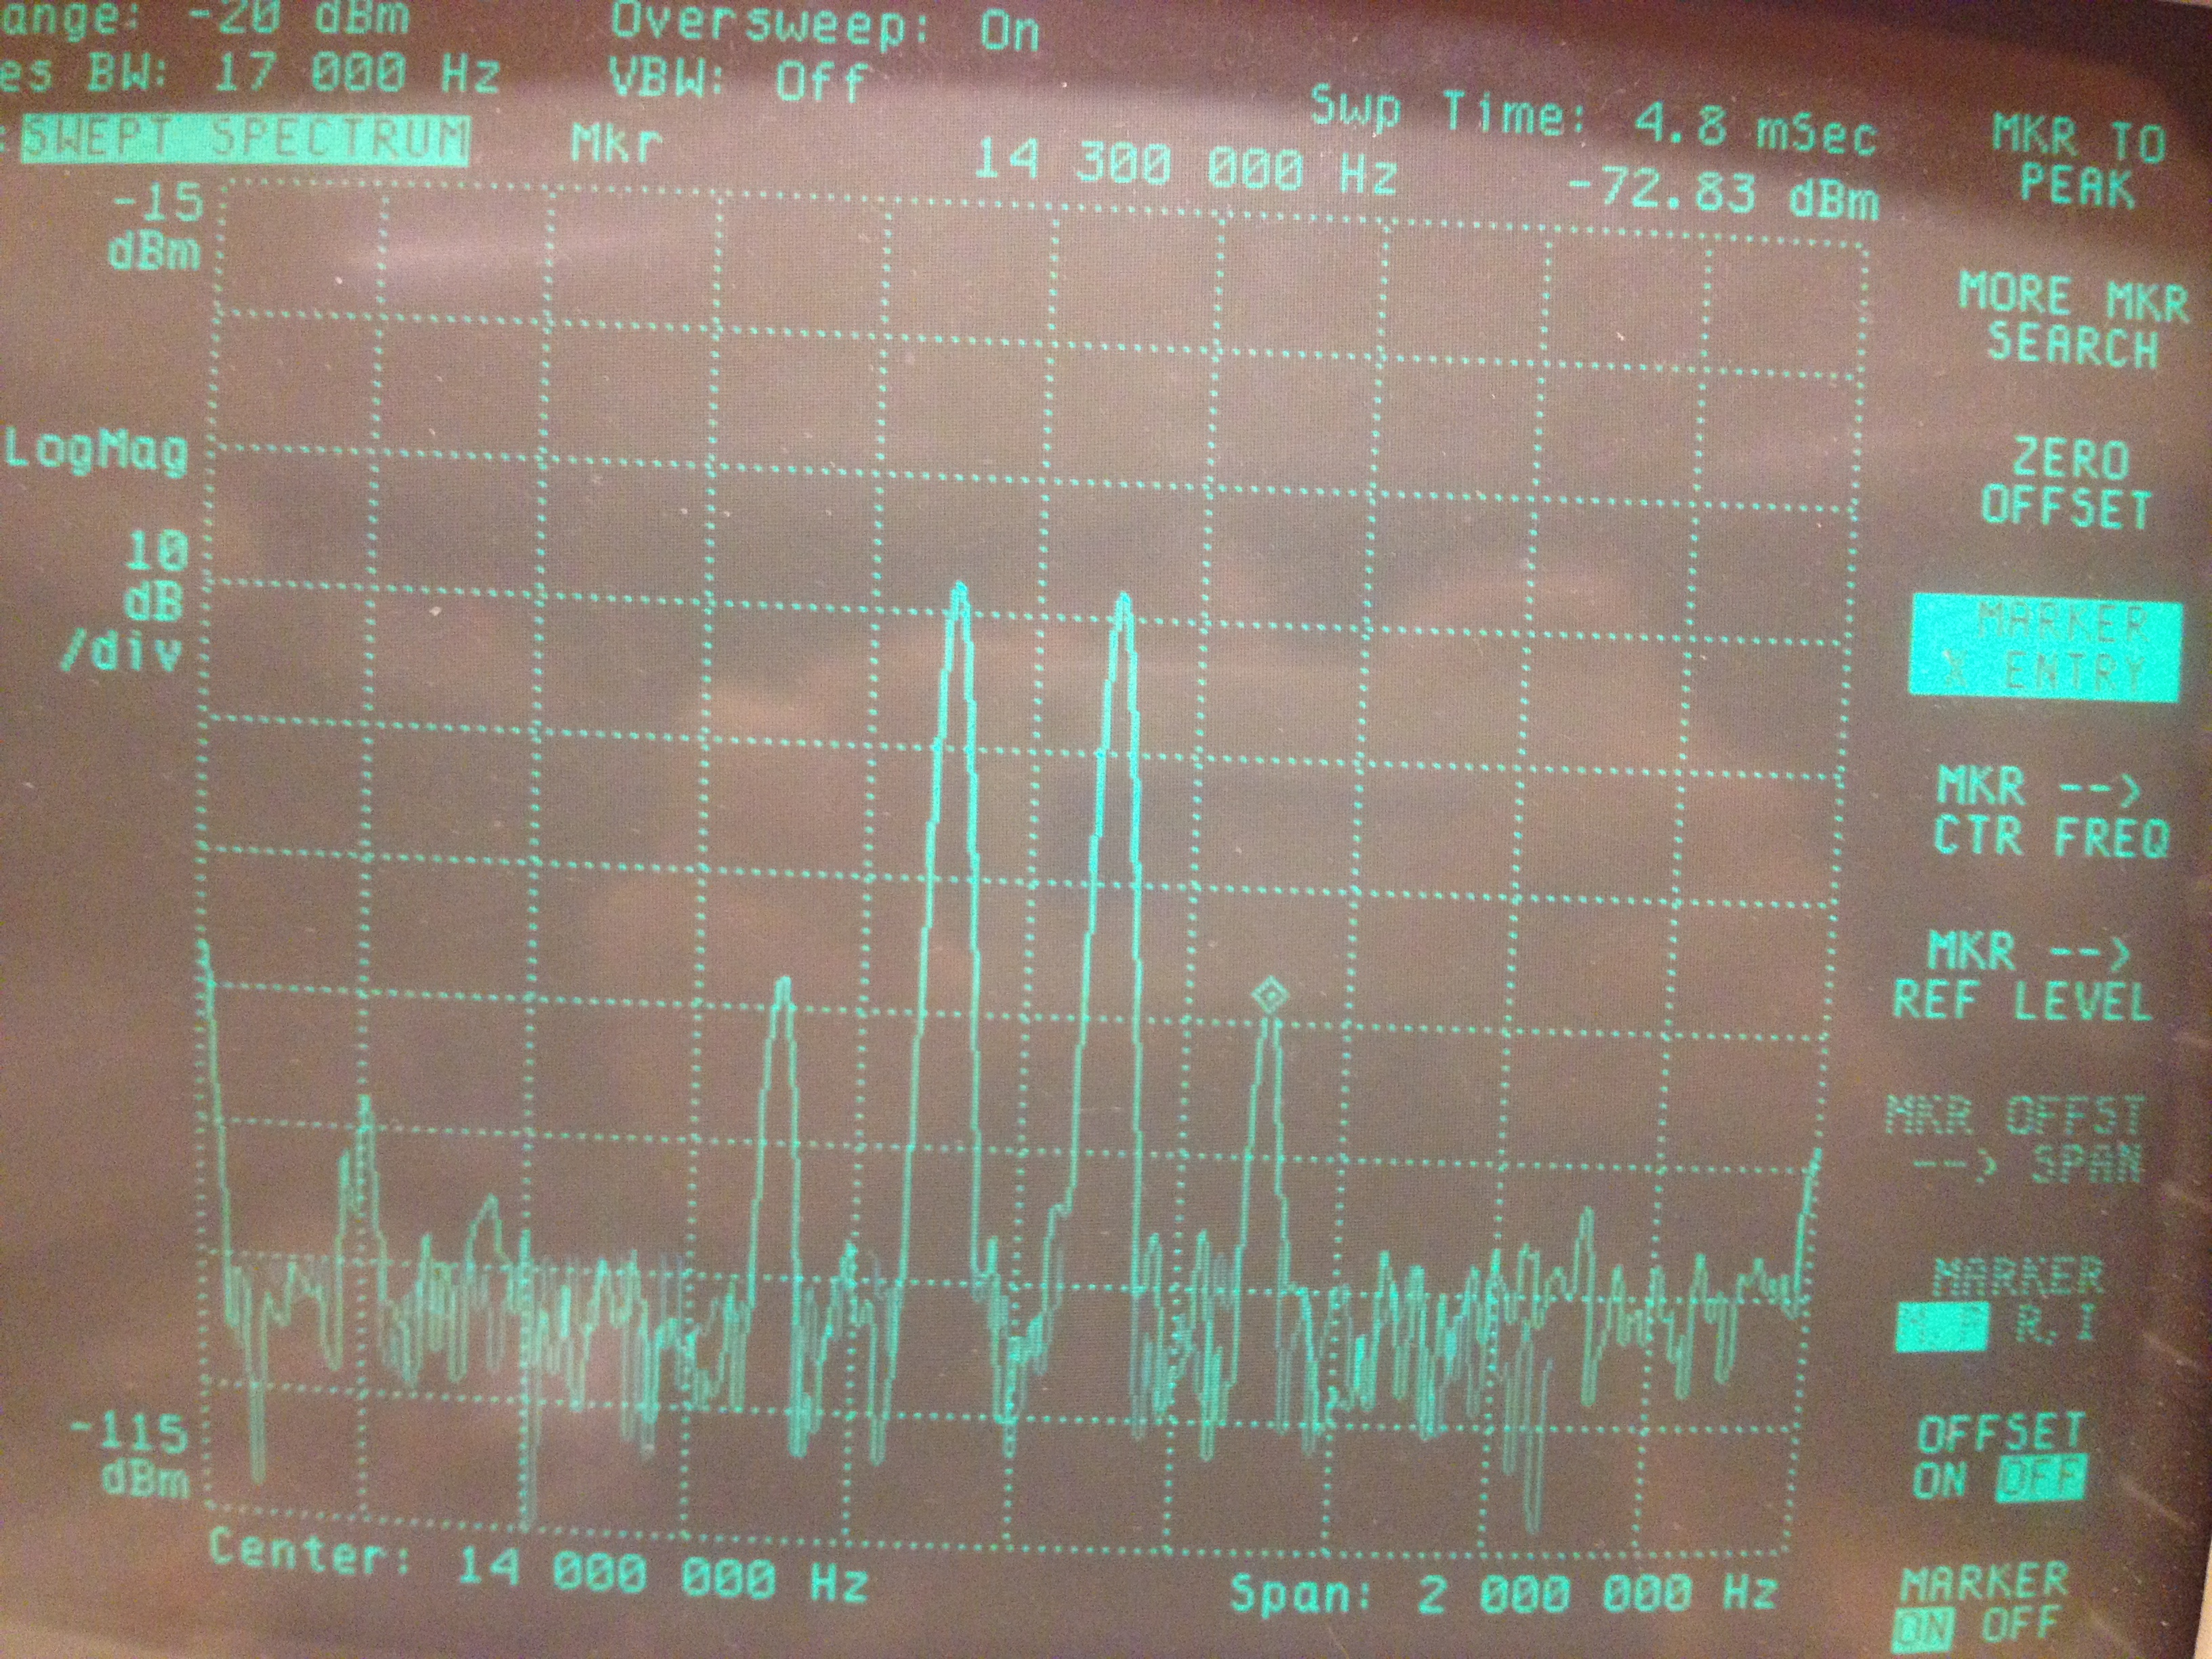 ange: -20 dBm
Oversweep: On
es BW: 17 000 Hz
VBW: Off
Swp Time: 4.8 mSec
:SWEPT SPECTRUM
Mkr
14 300 000 Hz
-72.83 dBm
-15
dBm
LogMag
10
dB
/div
-115
dBm
Center: 14 000 000 Hz
Span: 2 000 000 Hz
MKR TO
PEAK
MORE MKR
SEARCH
ZERO
OFFSET
MARKER
X ENTRY
MKR -->
CTR FREQ
MKR -->
REF LEVEL
MKR OFFST
--> SPAN
MARKER
R,I
OFFSET
ON OFF
MARKER
ON OFF